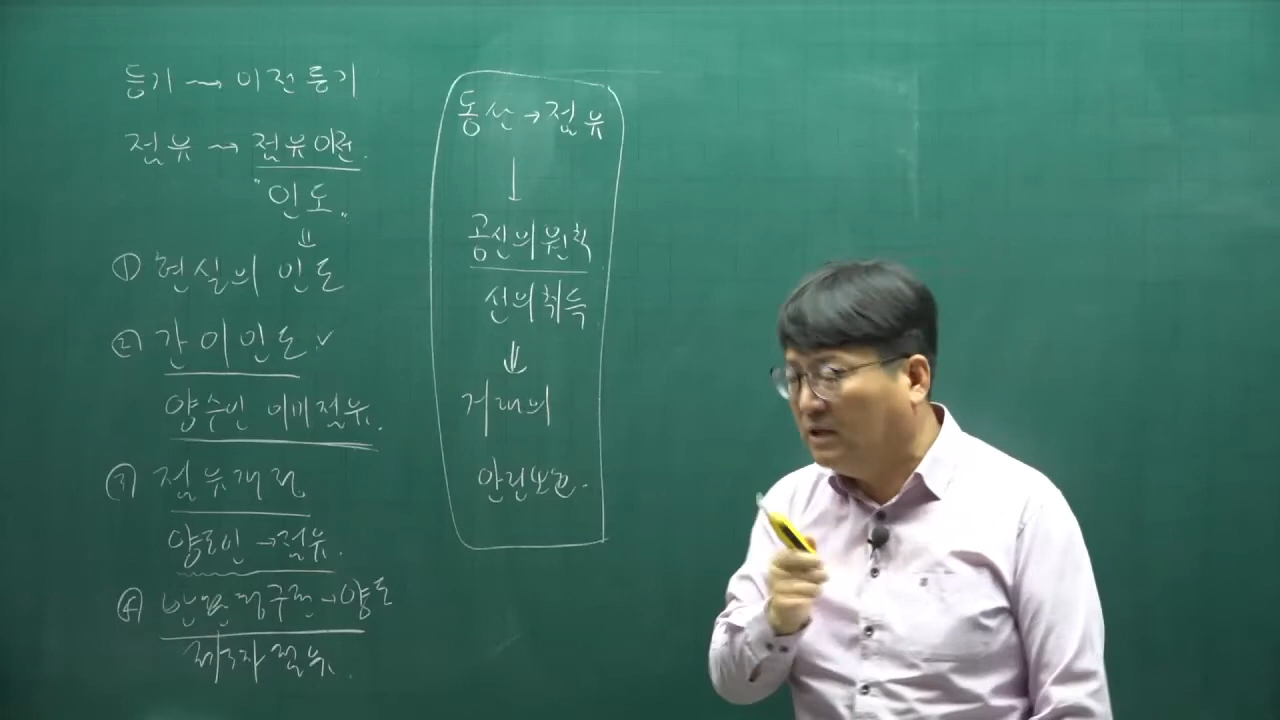 등기 → 이전등기
점유 → 점유이전.
"인도"
⇓
① 현실의 인도
② 간이인도 ✓
양수인 이미점유.
③ 점유개정
양도인 → 점유.
④ 반환청구권 → 양도
제3자 점유.
동산 → 점유
↓
공신의 원칙
선의취득
⇓
거래의
안전보호.